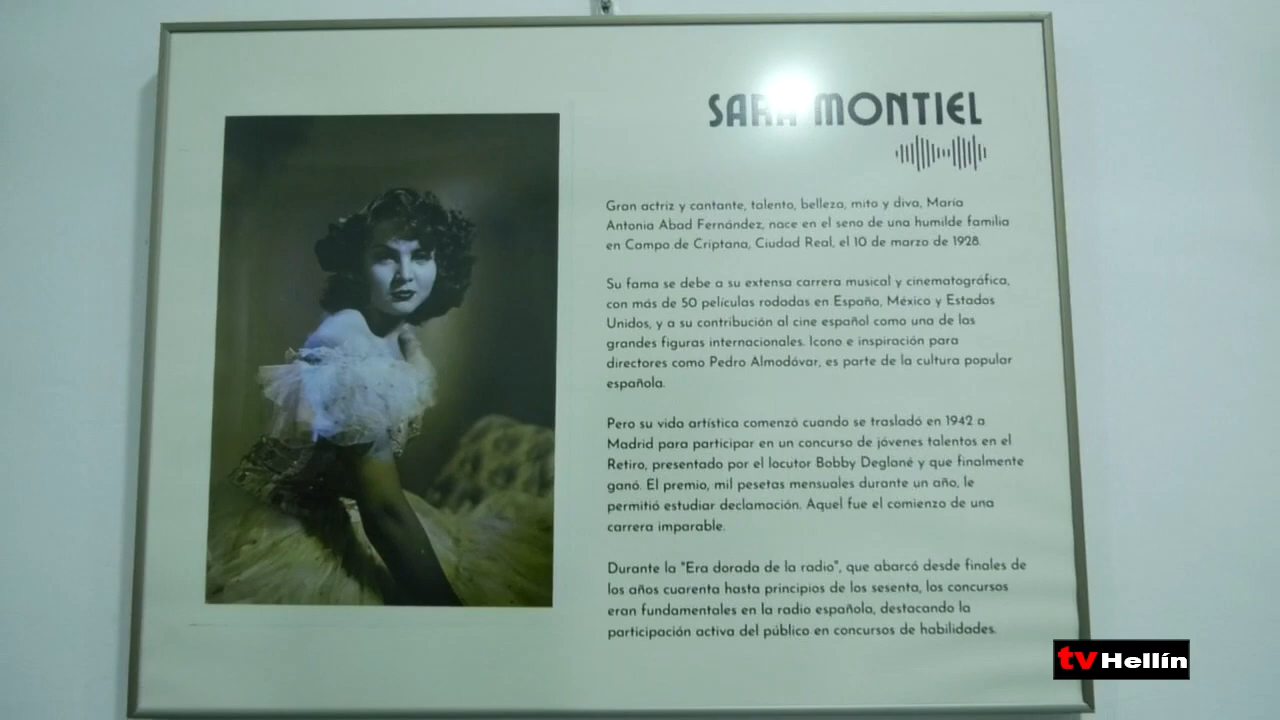 SARA MONTIEL
Gran actriz y cantante, talento, belleza, mito y diva, María
Antonia Abad Fernández, nace en el seno de una humilde familia
en Campo de Criptana, Ciudad Real, el 10 de marzo de 1928.
Su fama se debe a su extensa carrera musical y cinematográfica,
con más de 50 películas rodadas en España, México y Estados
Unidos, y a su contribución al cine español como una de las
grandes figuras internacionales. Icono e inspiración para
directores como Pedro Almodóvar, es parte de la cultura popular
española.
Pero su vida artística comenzó cuando se trasladó en 1942 a
Madrid para participar en un concurso de jóvenes talentos en el
Retiro, presentado por el locutor Bobby Deglané y que finalmente
ganó. El premio, mil pesetas mensuales durante un año, le
permitió estudiar declamación. Aquel fue el comienzo de una
carrera imparable.
Durante la "Era dorada de la radio", que abarcó desde finales de
los años cuarenta hasta principios de los sesenta, los concursos
eran fundamentales en la radio española, destacando la
participación activa del público en concursos de habilidades.
tv Hellín